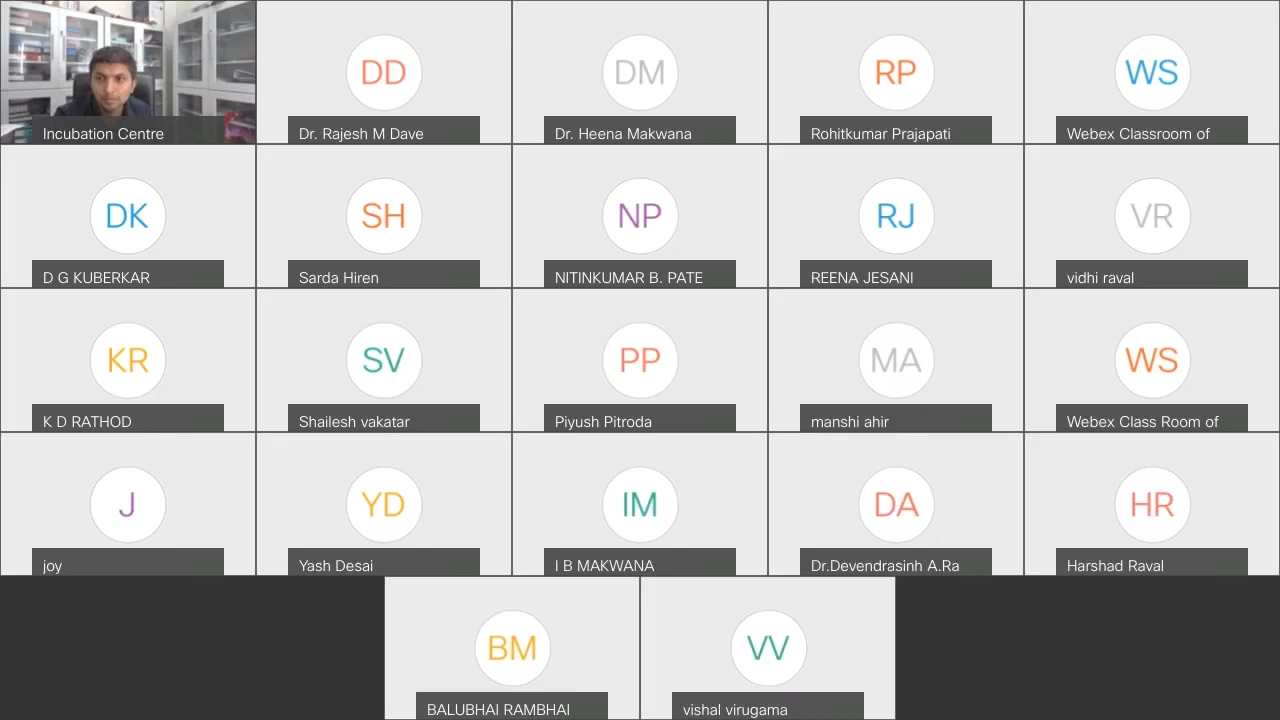 Incubation Centre
DD
Dr. Rajesh M Dave
DM
Dr. Heena Makwana
RP
Rohitkumar Prajapati
WS
Webex Classroom of
DK
D G KUBERKAR
SH
Sarda Hiren
NP
NITINKUMAR B. PATE
RJ
REENA JESANI
VR
vidhi raval
KR
K D RATHOD
SV
Shailesh vakatar
PP
Piyush Pitroda
MA
manshi ahir
WS
Webex Class Room of
J
joy
YD
Yash Desai
IM
I B MAKWANA
DA
Dr.Devendrasinh A.Ra
HR
Harshad Raval
BM
BALUBHAI RAMBHAI
VV
vishal virugama